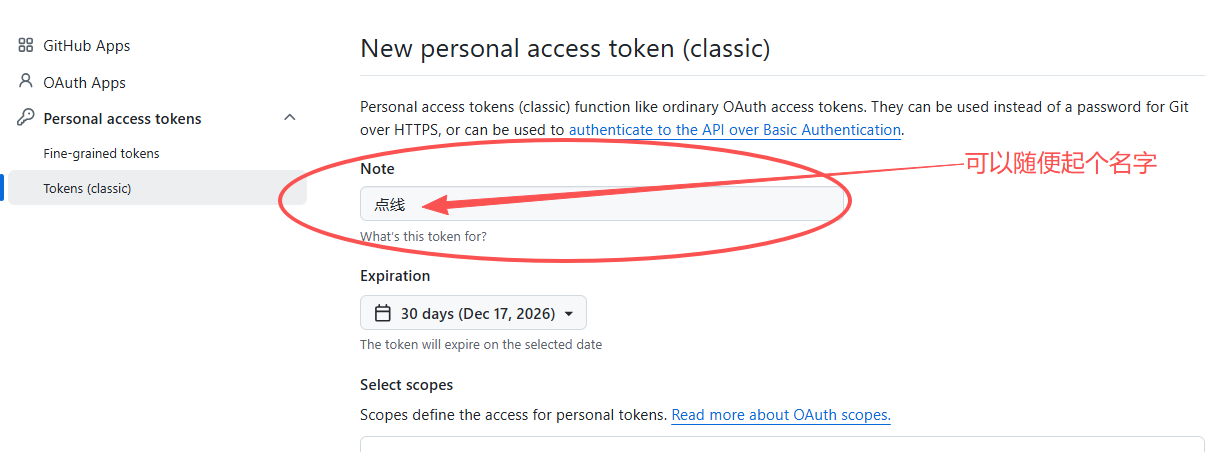 GitHub Apps
OAuth Apps
Personal access tokens
Fine-grained tokens
Tokens (classic)
New personal access token (classic)
Personal access tokens (classic) function like ordinary OAuth access tokens. They can be used instead of a password for Git
over HTTPS, or can be used to authenticate to the API over Basic Authentication.
Note
可以随便起个名字
点线
What's this token for?
Expiration
30 days (Dec 17, 2026)
The token will expire on the selected date
Select scopes
Scopes define the access for personal tokens. Read more about OAuth scopes.